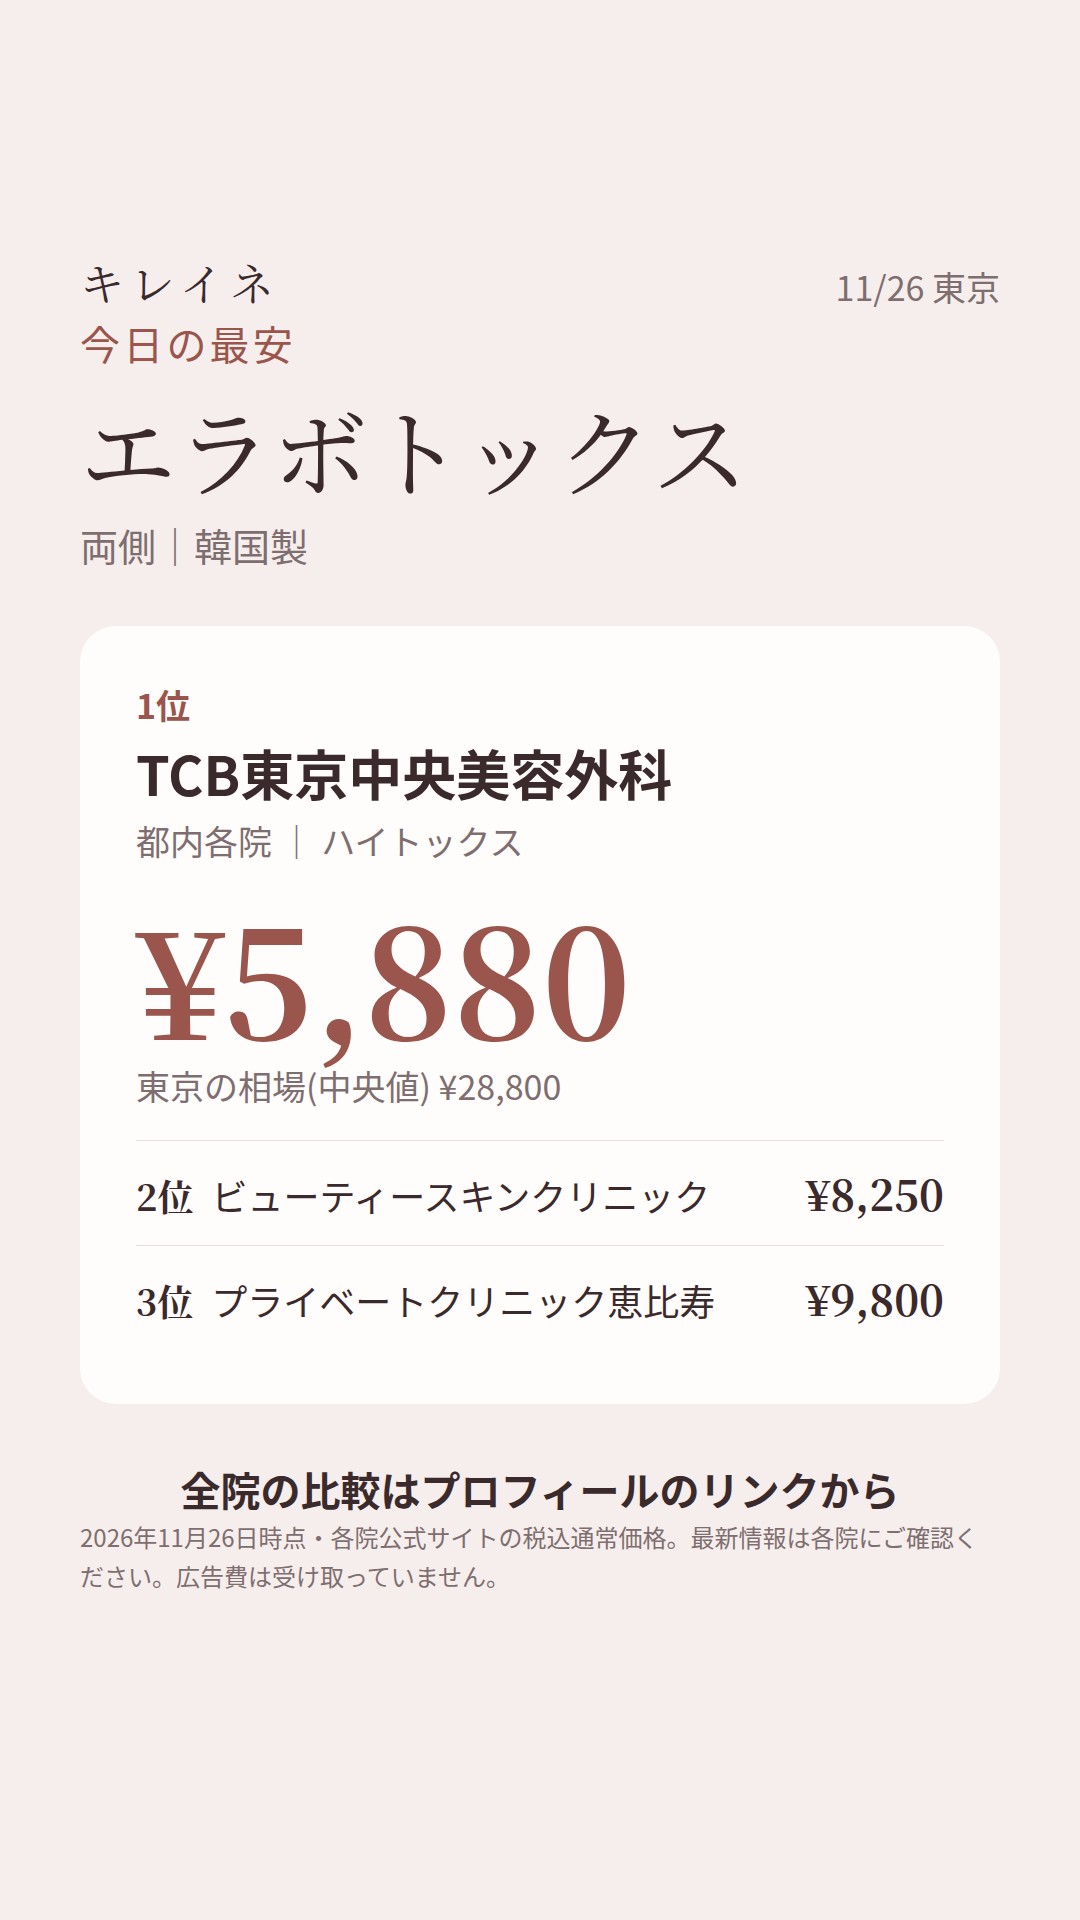 キレイネ
11/26 東京
今日の最安
エラボトックス
両側｜韓国製
1位
TCB東京中央美容外科
都内各院 ｜ ハイトックス
¥5,880
東京の相場(中央値) ¥28,800
2位 ビューティースキンクリニック ¥8,250
3位 プライベートクリニック恵比寿 ¥9,800
全院の比較はプロフィールのリンクから
2026年11月26日時点・各院公式サイトの税込通常価格。最新情報は各院にご確認く
ださい。広告費は受け取っていません。